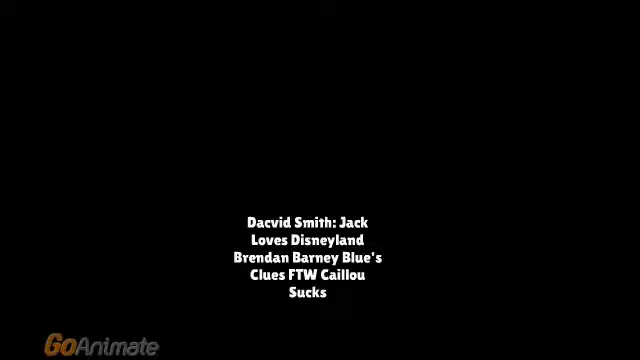 Dacvid Smith: Jack
Loves Disneyland
Brendan Barney Blue's
Clues FTW Caillou
Sucks
GoAnimate